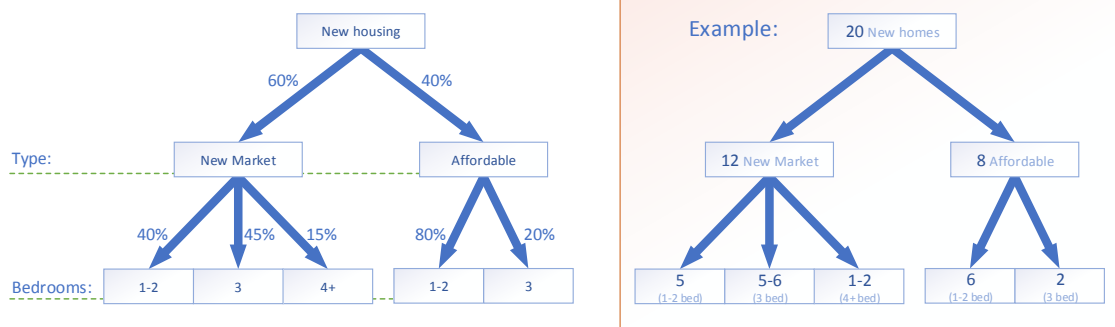 New housing
60%
40%
Type:
New Market
Affordable
40%
45%
15%
80%
20%
Bedrooms:
1-2
3
4+
1-2
3
Example:
20 New homes
12 New Market
8 Affordable
5
(1-2 bed)
5-6
(3 bed)
1-2
(4+ bed)
6
(1-2 bed)
2
(3 bed)